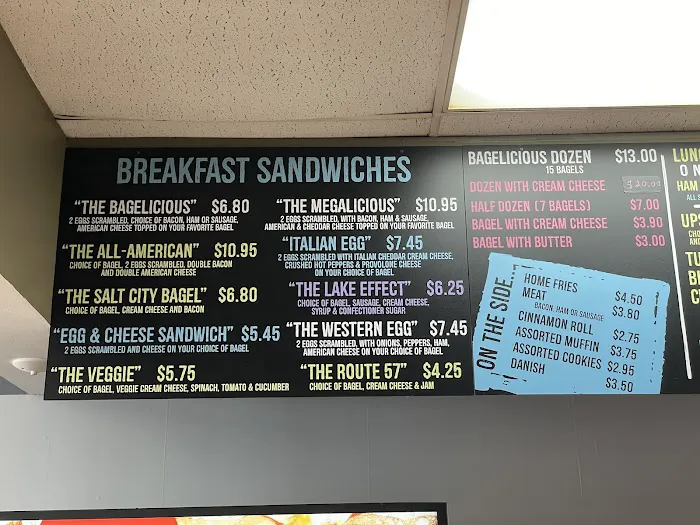 BREAKFAST SANDWICHES
"THE BAGELICIOUS" $6.80
2 EGGS SCRAMBLED, CHOICE OF BACON, HAM OR SAUSAGE,
AMERICAN CHEESE TOPPED ON YOUR FAVORITE BAGEL
"THE ALL-AMERICAN" $10.95
CHOICE OF BAGEL, 2 EGGS SCRAMBLED, DOUBLE BACON
AND DOUBLE AMERICAN CHEESE
"THE SALT CITY BAGEL" $6.80
CHOICE OF BAGEL, CREAM CHEESE AND BACON
"EGG & CHEESE SANDWICH" $5.45
2 EGGS SCRAMBLED AND CHEESE ON YOUR CHOICE OF BAGEL
"THE VEGGIE" $5.75
CHOICE OF BAGEL, VEGGIE CREAM CHEESE, SPINACH, TOMATO & CUCUMBER
"THE MEGALICIOUS" $10.95
2 EGGS SCRAMBLED, WITH BACON, HAM & SAUSAGE,
AMERICAN & CHEDDAR CHEESE TOPPED ON YOUR FAVORITE BAGEL
"ITALIAN EGG" $7.45
2 EGGS SCRAMBLED WITH ITALIAN CHEDDAR CREAM CHEESE,
CRUSHED HOT PEPPERS & PROVOLONE CHEESE
ON YOUR CHOICE OF BAGEL
"THE LAKE EFFECT" $6.25
CHOICE OF BAGEL, SAUSAGE, CREAM CHEESE,
SYRUP & CONFECTIONER SUGAR
"THE WESTERN EGG" $7.45
2 EGGS SCRAMBLED, WITH ONIONS, PEPPERS, HAM,
AMERICAN CHEESE ON YOUR CHOICE OF BAGEL
"THE ROUTE 57" $4.25
CHOICE OF BAGEL, CREAM CHEESE & JAM
BAGELICIOUS DOZEN $13.00
15 BAGELS
DOZEN WITH CREAM CHEESE $20.00
HALF DOZEN (7 BAGELS) $7.00
BAGEL WITH CREAM CHEESE $3.90
BAGEL WITH BUTTER $3.00
ON THE SIDE...
HOME FRIES $4.50
MEAT $3.80
BACON, HAM OR SAUSAGE
CINNAMON ROLL $2.75
ASSORTED MUFFIN $3.75
ASSORTED COOKIES $2.95
DANISH $3.50
HAM